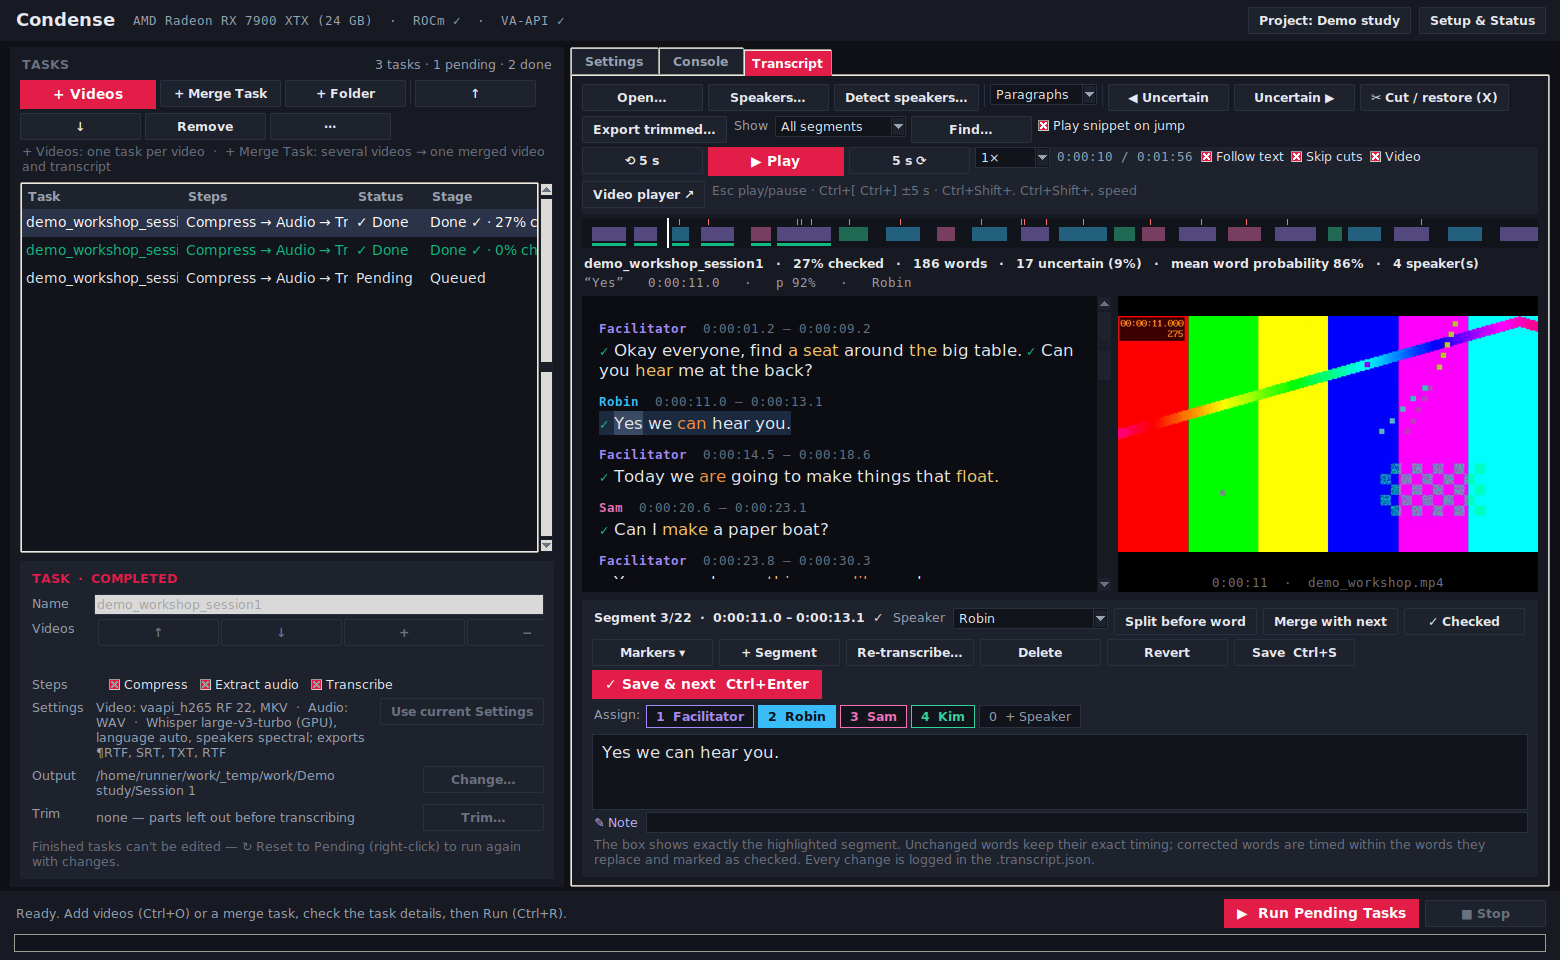 Condense AMD Radeon RX 7900 XTX (24 GB) · ROCm ✓ · VA-API ✓
Project: Demo study Setup & Status
TASKS 3 tasks · 1 pending · 2 done
+ Videos + Merge Task + Folder ↑
↓ Remove ⋯
+ Videos: one task per video · + Merge Task: several videos → one merged video
and transcript
Task Steps Status Stage
demo_workshop_sessi Compress → Audio → Tr ✓ Done Done ✓ · 27% c
demo_workshop_sessi Compress → Audio → Tr ✓ Done Done ✓ · 0% ch
demo_workshop_sessi Compress → Audio → Tr Pending Queued
TASK · COMPLETED
Name demo_workshop_session1
Videos ↑ ↓ + −
Steps Compress Extract audio Transcribe
Settings Video: vaapi_h265 RF 22, MKV · Audio:
WAV · Whisper large-v3-turbo (GPU),
language auto, speakers spectral; exports
¶RTF, SRT, TXT, RTF
Use current Settings
Output /home/runner/work/_temp/work/Demo
study/Session 1
Change…
Trim none — parts left out before transcribing Trim…
Finished tasks can't be edited — ↻ Reset to Pending (right-click) to run again
with changes.
Settings Console Transcript
Open… Speakers… Detect speakers… Paragraphs ◀ Uncertain Uncertain ▶ ✂ Cut / restore (X)
Export trimmed… Show All segments Find… Play snippet on jump
⟲ 5 s ▶ Play 5 s ⟳ 1× 0:00:10 / 0:01:56 Follow text Skip cuts Video
Video player ↗ Esc play/pause · Ctrl+[ Ctrl+] ±5 s · Ctrl+Shift+. Ctrl+Shift+, speed
demo_workshop_session1 · 27% checked · 186 words · 17 uncertain (9%) · mean word probability 86% · 4 speaker(s)
“Yes” 0:00:11.0 · p 92% · Robin
Facilitator 0:00:01.2 – 0:00:09.2
✓ Okay everyone, find a seat around the big table. ✓ Can
you hear me at the back?
Robin 0:00:11.0 – 0:00:13.1
✓ Yes we can hear you.
Facilitator 0:00:14.5 – 0:00:18.6
✓ Today we are going to make things that float.
Sam 0:00:20.6 – 0:00:23.1
✓ Can I make a paper boat?
Facilitator 0:00:23.8 – 0:00:30.3
00:00:11.000
275
0:00:11 · demo_workshop.mp4
Segment 3/22 · 0:00:11.0 – 0:00:13.1 ✓ Speaker Robin Split before word Merge with next ✓ Checked
Markers ▾ + Segment Re-transcribe… Delete Revert Save Ctrl+S
✓ Save & next Ctrl+Enter
Assign: 1 Facilitator 2 Robin 3 Sam 4 Kim 0 + Speaker
Yes we can hear you.
✎ Note
The box shows exactly the highlighted segment. Unchanged words keep their exact timing; corrected words are timed within the words they
replace and marked as checked. Every change is logged in the .transcript.json.
Ready. Add videos (Ctrl+O) or a merge task, check the task details, then Run (Ctrl+R).
▶ Run Pending Tasks ■ Stop